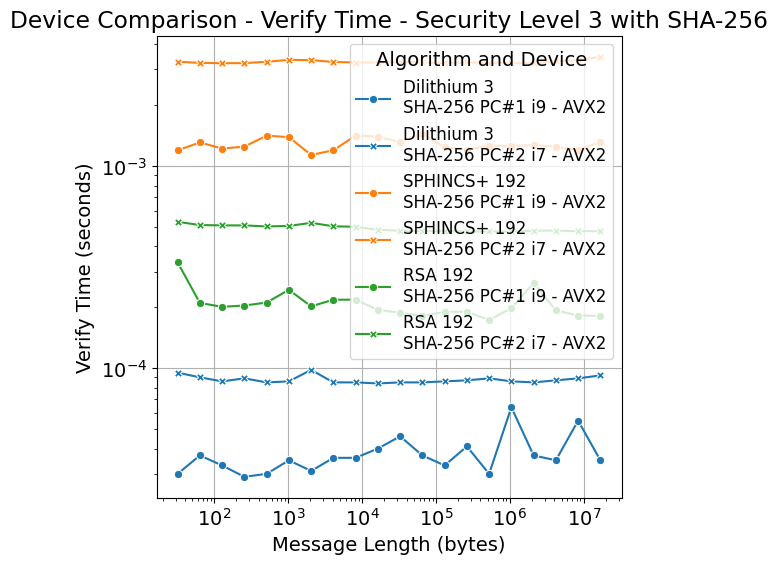 Device Comparison - Verify Time - Security Level 3 with SHA-256
Algorithm and Device
Dilithium 3
SHA-256 PC#1 i9 - AVX2
Dilithium 3
SHA-256 PC#2 i7 - AVX2
SPHINCS+ 192
SHA-256 PC#1 i9 - AVX2
SPHINCS+ 192
SHA-256 PC#2 i7 - AVX2
RSA 192
SHA-256 PC#1 i9 - AVX2
RSA 192
SHA-256 PC#2 i7 - AVX2
Verify Time (seconds)
10⁻³
10⁻⁴
10² 10³ 10⁴ 10⁵ 10⁶ 10⁷
Message Length (bytes)